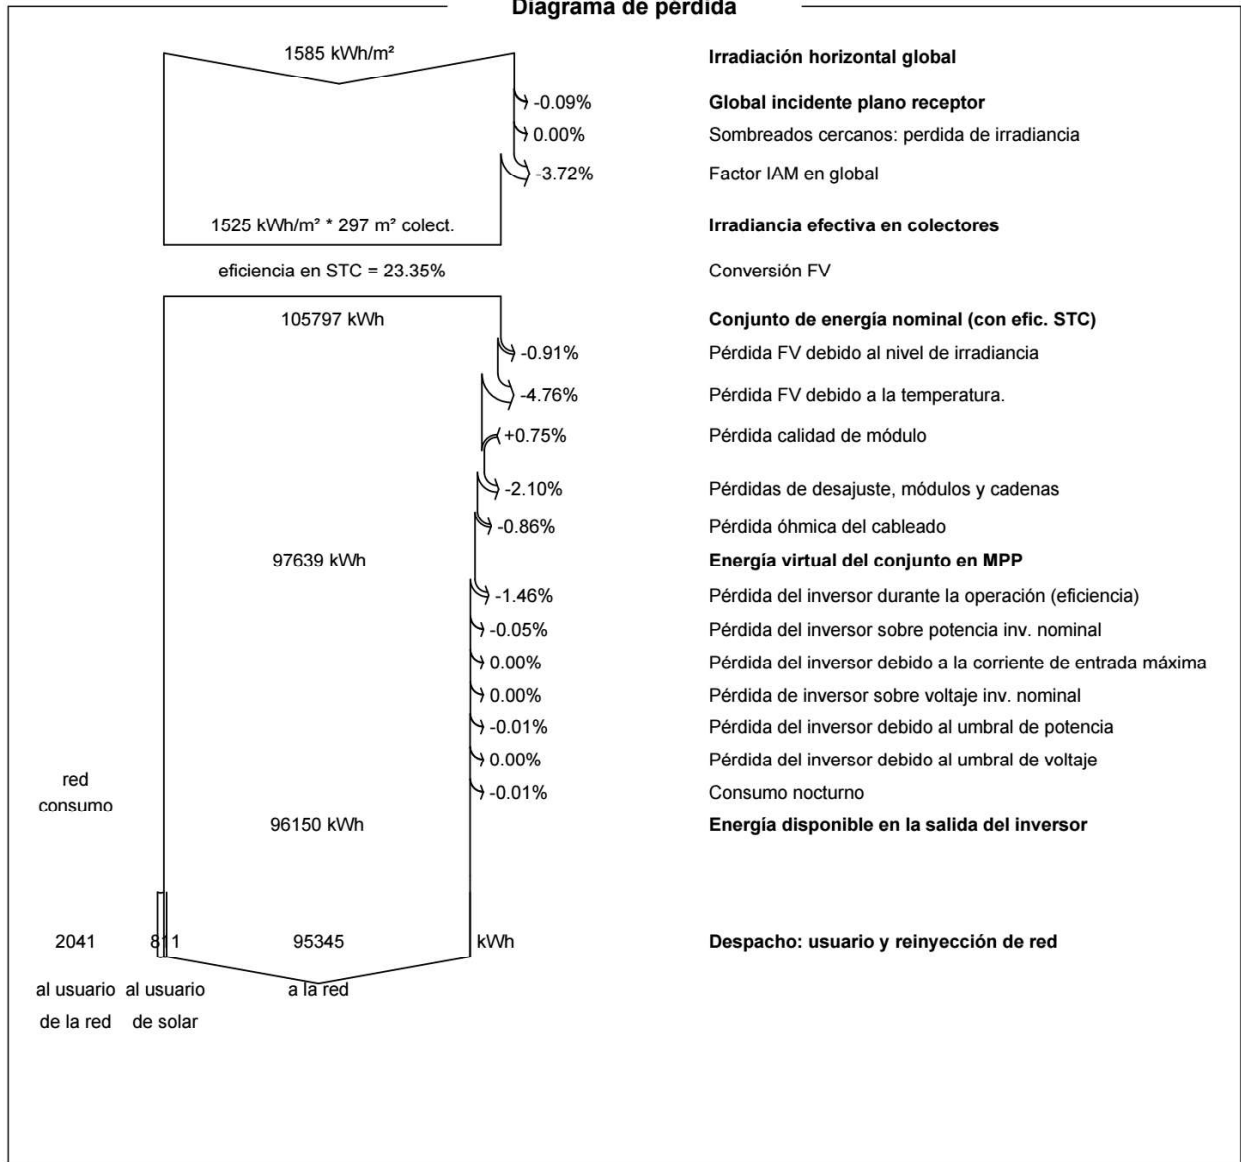 Diagrama de pérdida
1585 kWh/m²
Irradiación horizontal global
-0.09%
Global incidente plano receptor
0.00%
Sombreados cercanos: perdida de irradiancia
-3.72%
Factor IAM en global
1525 kWh/m² * 297 m² colect.
Irradiancia efectiva en colectores
eficiencia en STC = 23.35%
Conversión FV
105797 kWh
Conjunto de energía nominal (con efic. STC)
-0.91%
Pérdida FV debido al nivel de irradiancia
-4.76%
Pérdida FV debido a la temperatura.
+0.75%
Pérdida calidad de módulo
-2.10%
Pérdidas de desajuste, módulos y cadenas
-0.86%
Pérdida óhmica del cableado
97639 kWh
Energía virtual del conjunto en MPP
-1.46%
Pérdida del inversor durante la operación (eficiencia)
-0.05%
Pérdida del inversor sobre potencia inv. nominal
0.00%
Pérdida del inversor debido a la corriente de entrada máxima
0.00%
Pérdida de inversor sobre voltaje inv. nominal
-0.01%
Pérdida del inversor debido al umbral de potencia
0.00%
Pérdida del inversor debido al umbral de voltaje
red
consumo
-0.01%
Consumo nocturno
96150 kWh
Energía disponible en la salida del inversor
2041
811
95345
kWh
Despacho: usuario y reinyección de red
al usuario
de la red
al usuario
de solar
a la red